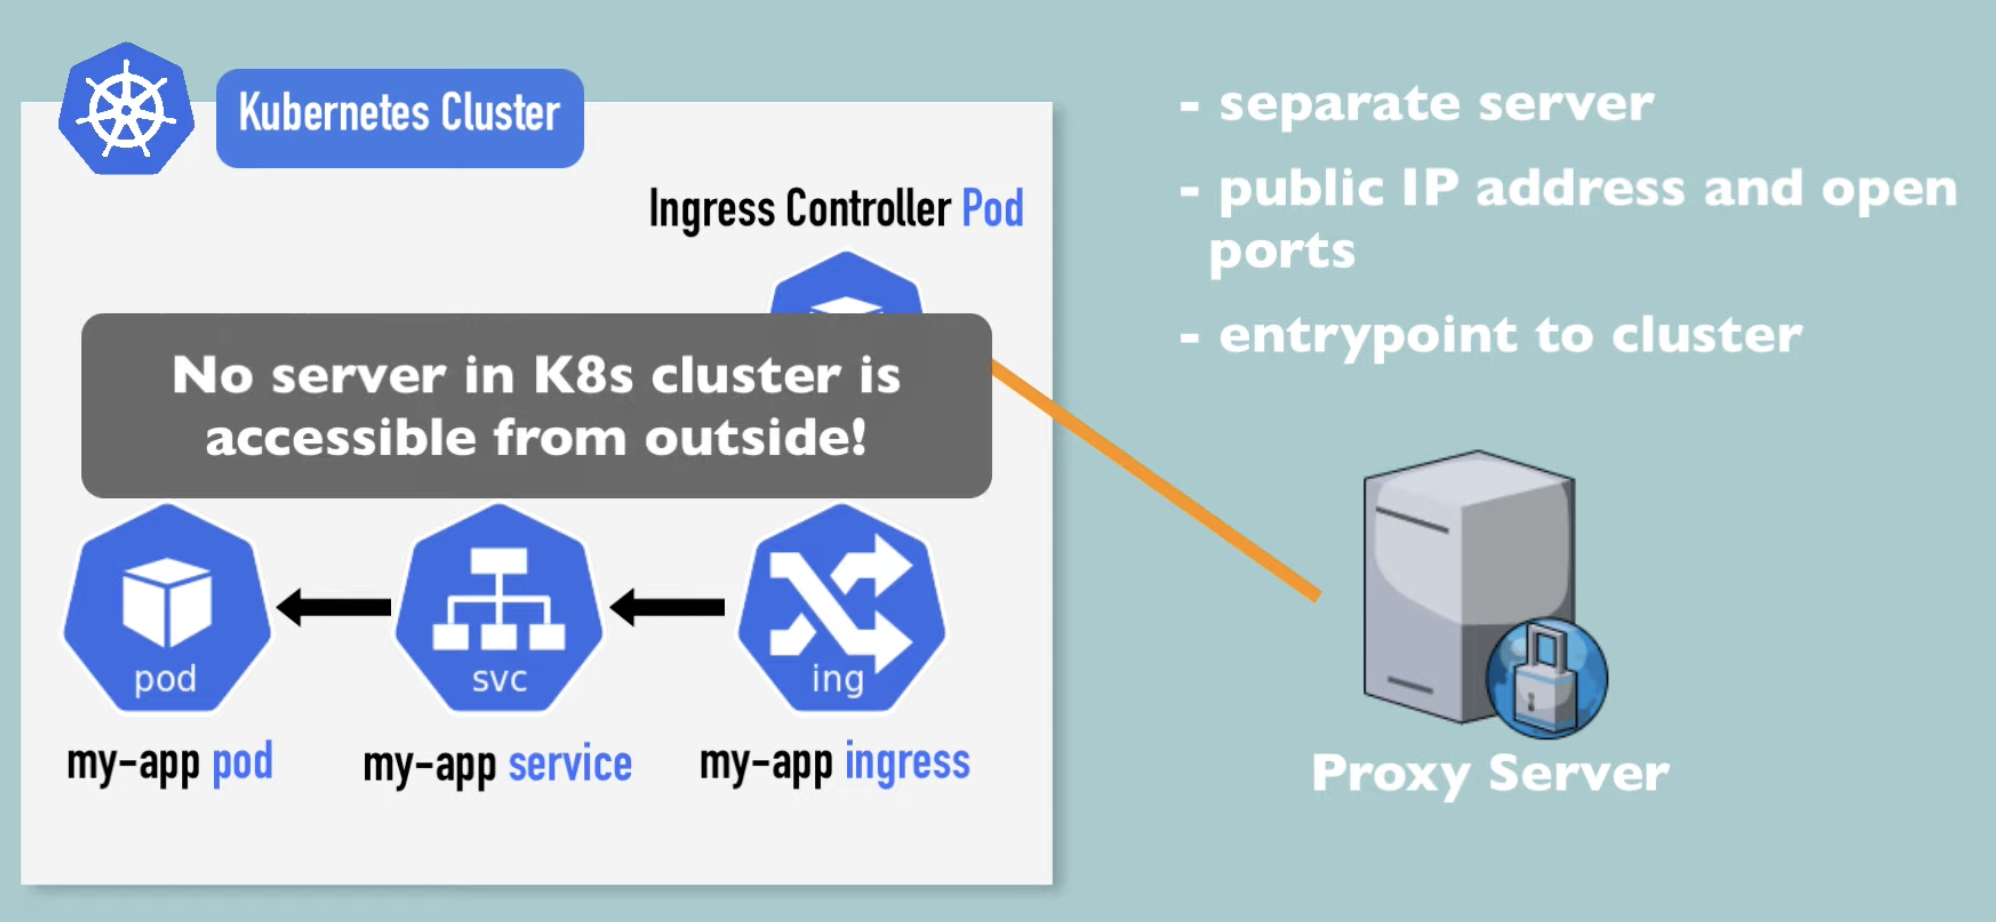 Kubernetes Cluster
Ingress Controller Pod
No server in K8s cluster is
accessible from outside!
pod
svc
ing
my-app pod
my-app service
my-app ingress
- separate server
- public IP address and open
ports
- entrypoint to cluster
Proxy Server